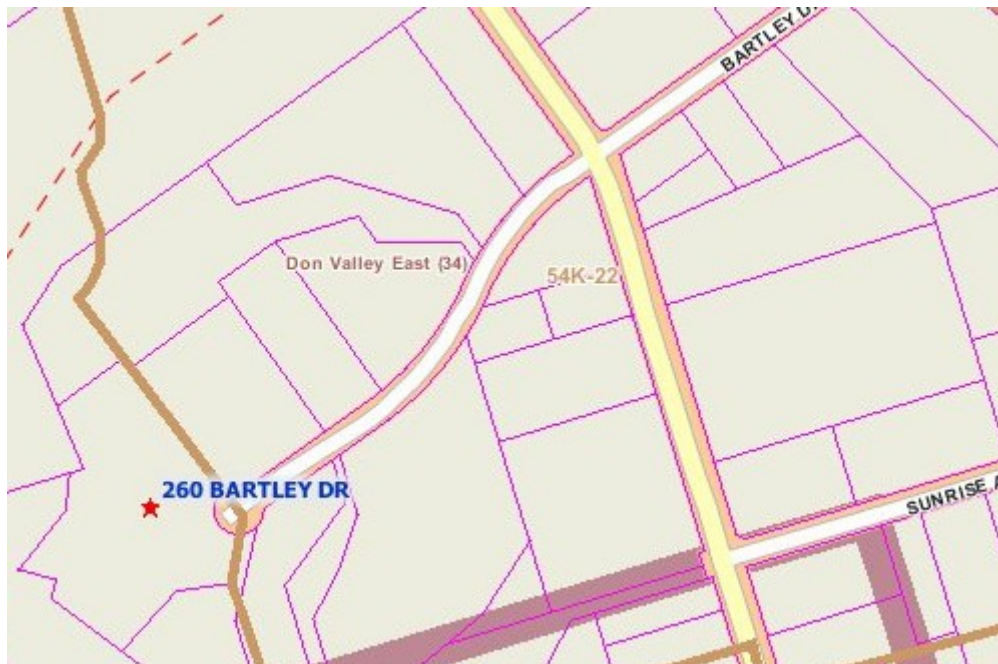 BARTLEY D
Don Valley East (34)
54K-22
260 BARTLEY DR
SUNRISE A